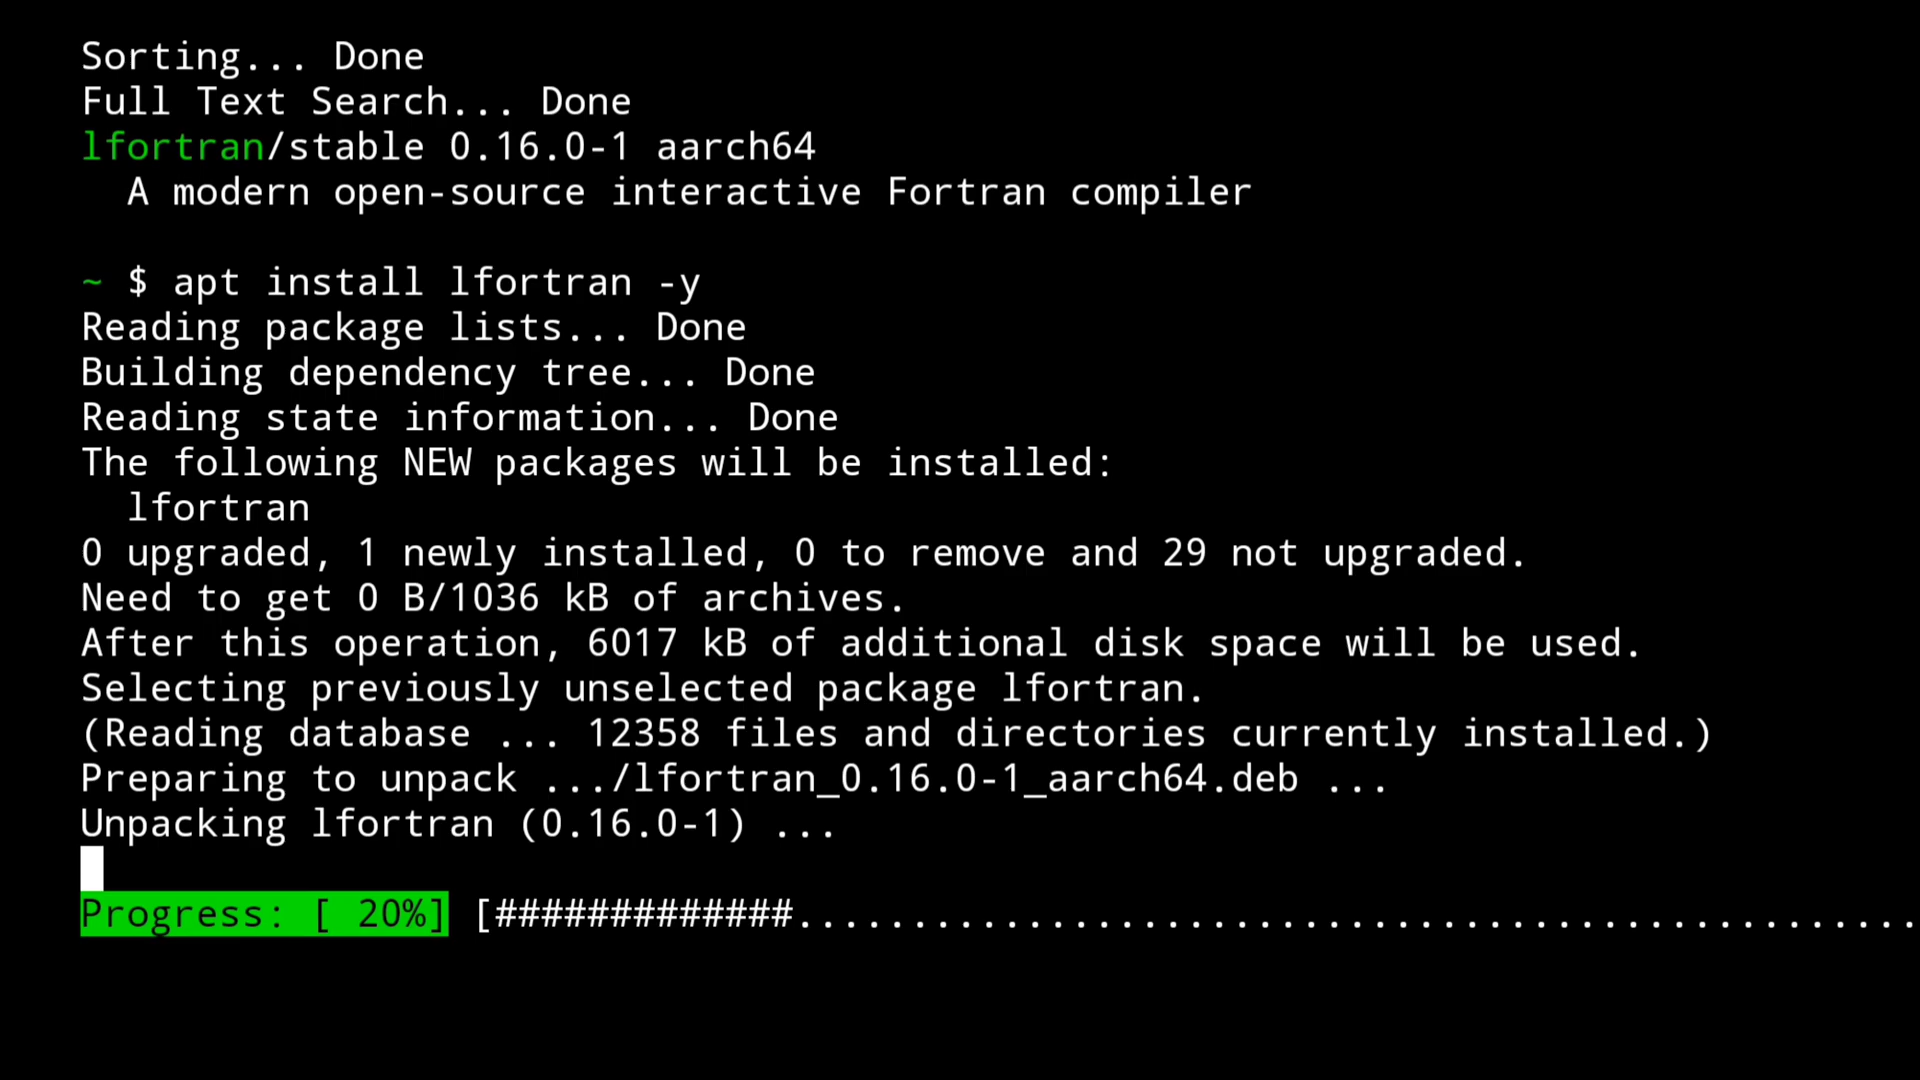 Sorting... Done
Full Text Search... Done
lfortran/stable 0.16.0-1 aarch64
  A modern open-source interactive Fortran compiler

~ $ apt install lfortran -y
Reading package lists... Done
Building dependency tree... Done
Reading state information... Done
The following NEW packages will be installed:
  lfortran
0 upgraded, 1 newly installed, 0 to remove and 29 not upgraded.
Need to get 0 B/1036 kB of archives.
After this operation, 6017 kB of additional disk space will be used.
Selecting previously unselected package lfortran.
(Reading database ... 12358 files and directories currently installed.)
Preparing to unpack .../lfortran_0.16.0-1_aarch64.deb ...
Unpacking lfortran (0.16.0-1) ...
Progress: [ 20%] [#############.................................................